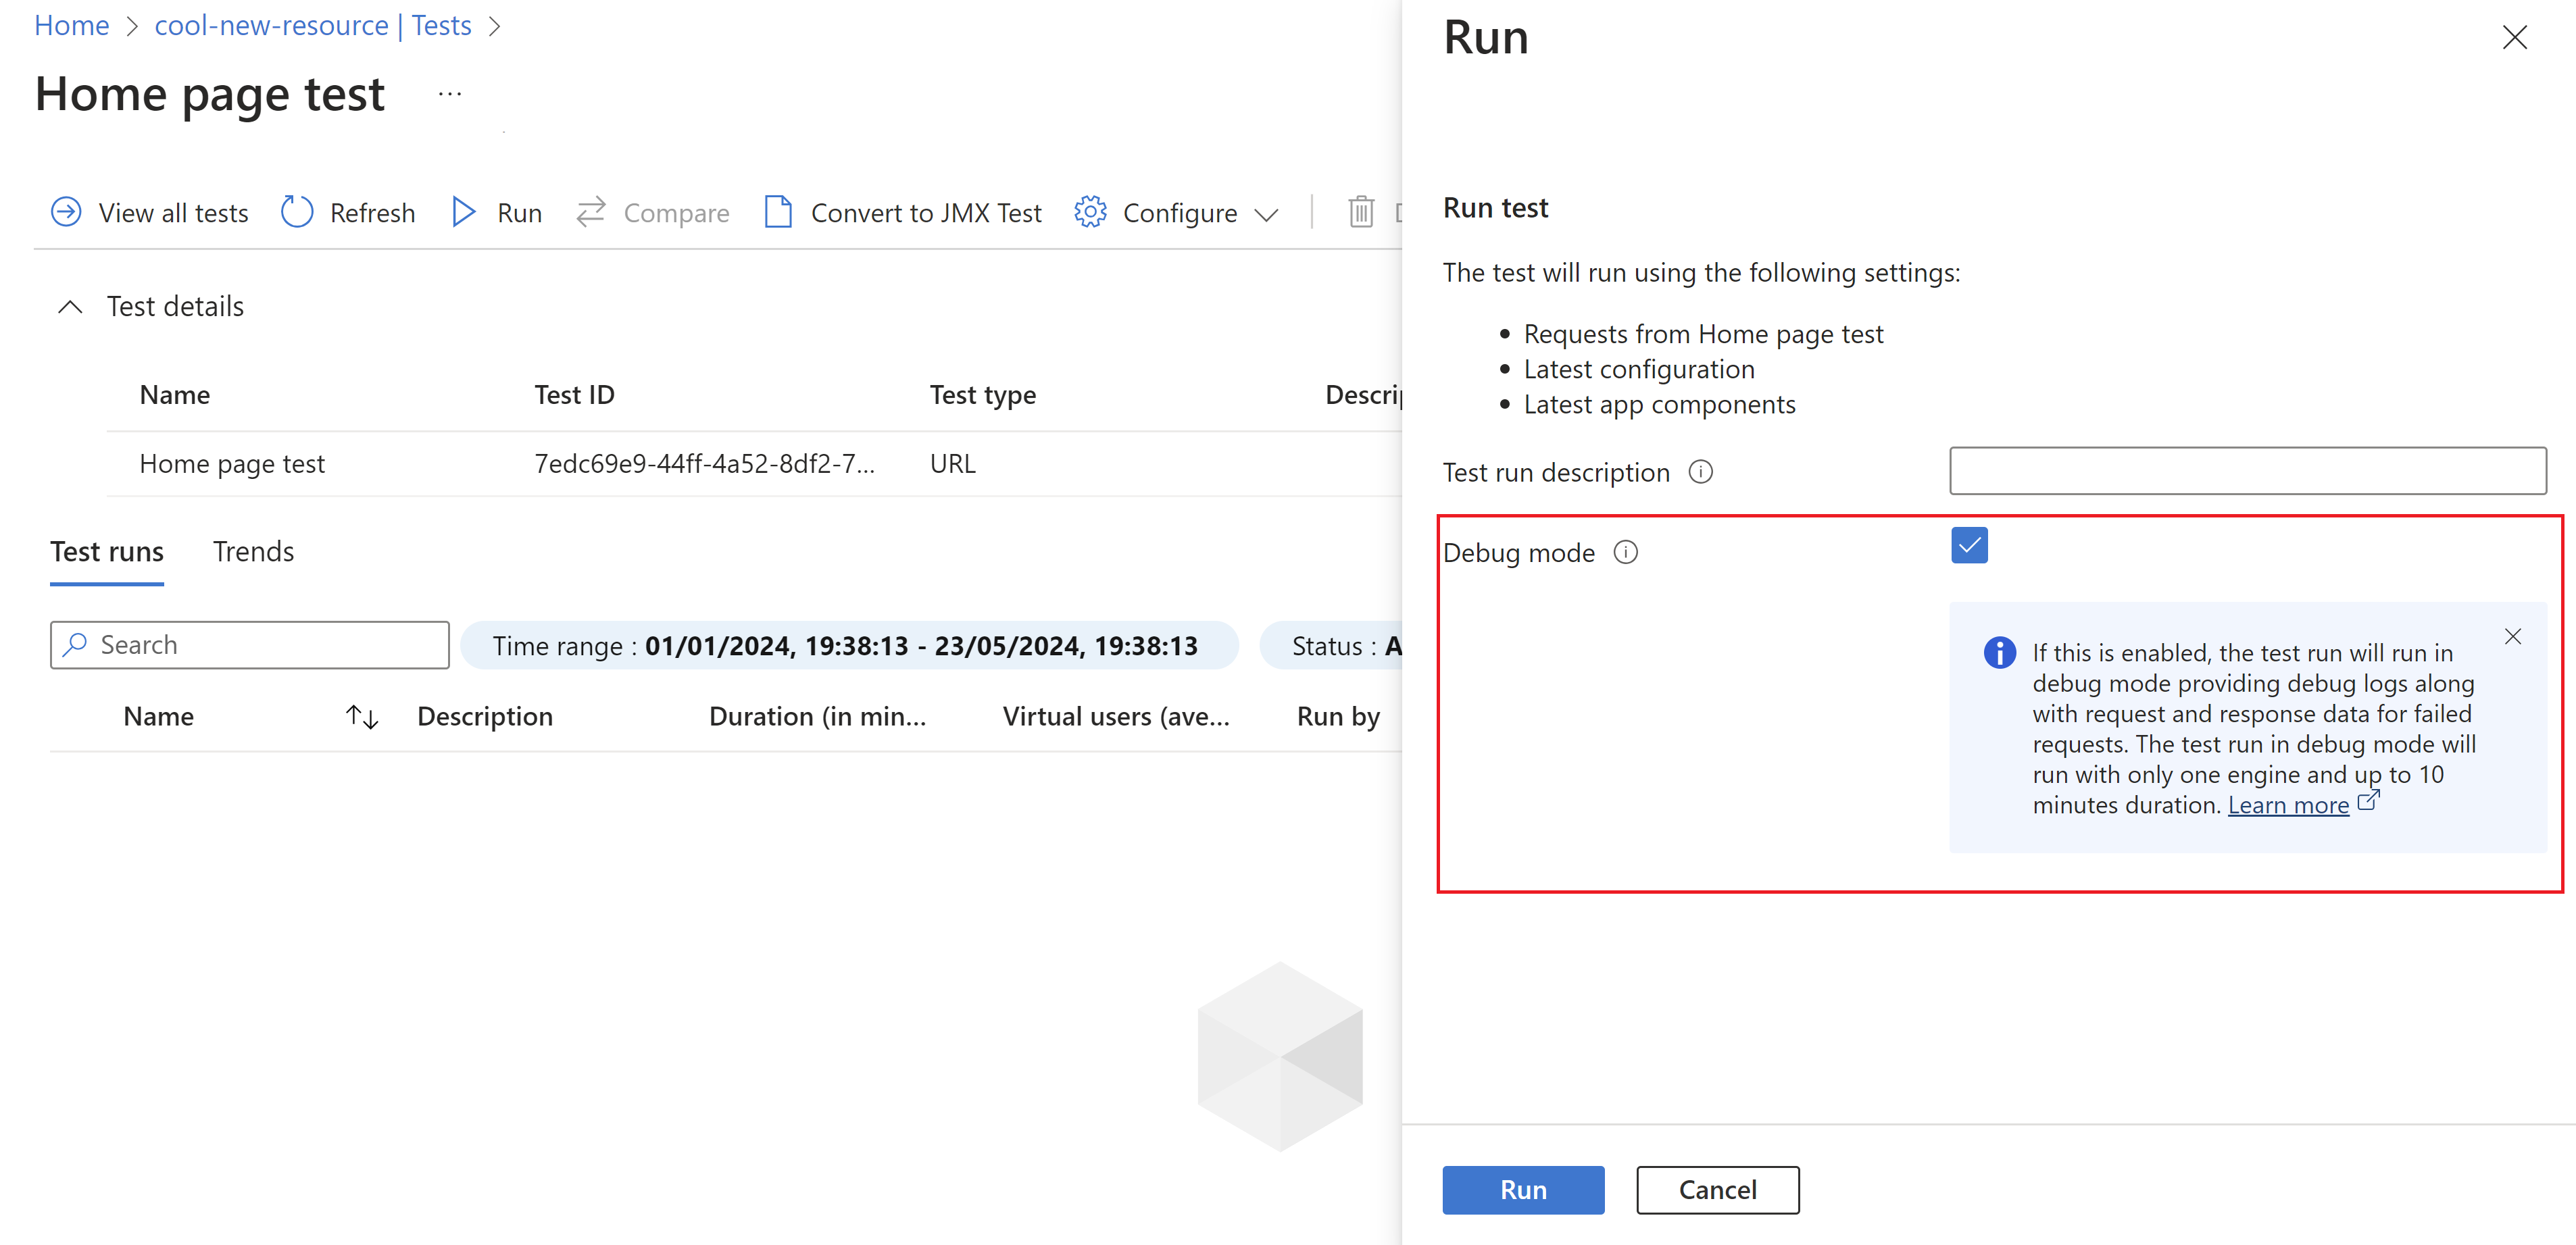 Home > cool-new-resource | Tests >
Home page test ...
View all tests Refresh Run Compare Convert to JMX Test Configure
Test details
Name Test ID Test type Descrip
Home page test 7edc69e9-44ff-4a52-8df2-7... URL
Test runs Trends
Search Time range : 01/01/2024, 19:38:13 - 23/05/2024, 19:38:13 Status : A
Name Description Duration (in min... Virtual users (ave... Run by
Run
Run test
The test will run using the following settings:
• Requests from Home page test
• Latest configuration
• Latest app components
Test run description
Debug mode
If this is enabled, the test run will run in
debug mode providing debug logs along
with request and response data for failed
requests. The test run in debug mode will
run with only one engine and up to 10
minutes duration. Learn more
Run Cancel